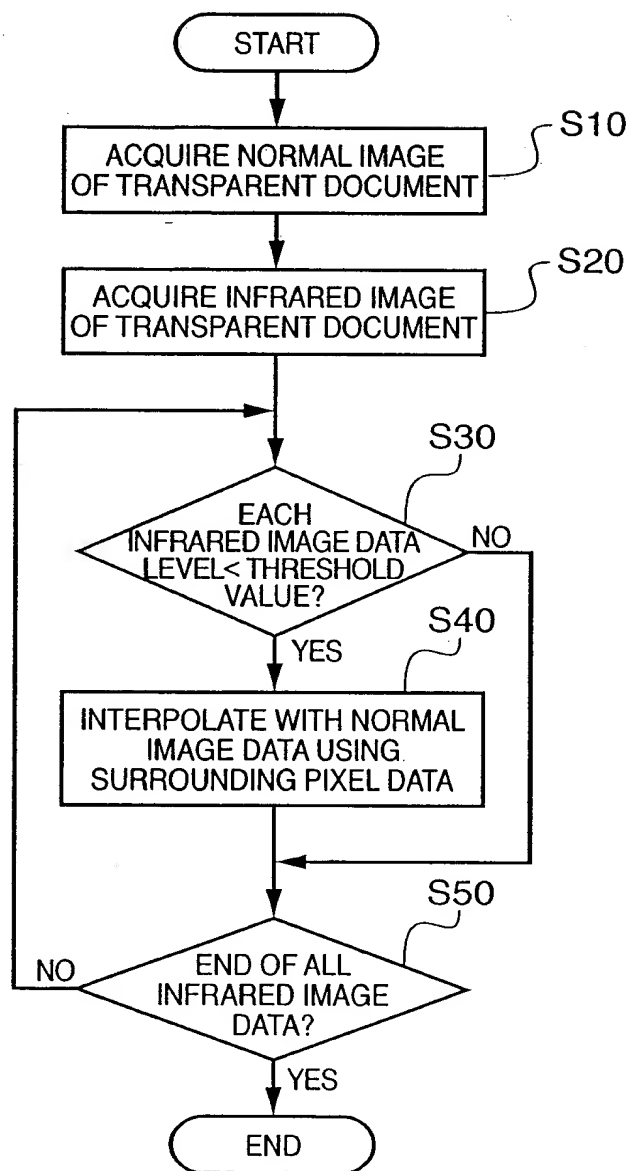 START
S10
ACQUIRE NORMAL IMAGE
OF TRANSPARENT DOCUMENT
S20
ACQUIRE INFRARED IMAGE
OF TRANSPARENT DOCUMENT
S30
EACH
INFRARED IMAGE DATA
LEVEL< THRESHOLD
VALUE?
NO
YES
S40
INTERPOLATE WITH NORMAL
IMAGE DATA USING
SURROUNDING PIXEL DATA
S50
NO
END OF ALL
INFRARED IMAGE
DATA?
YES
END